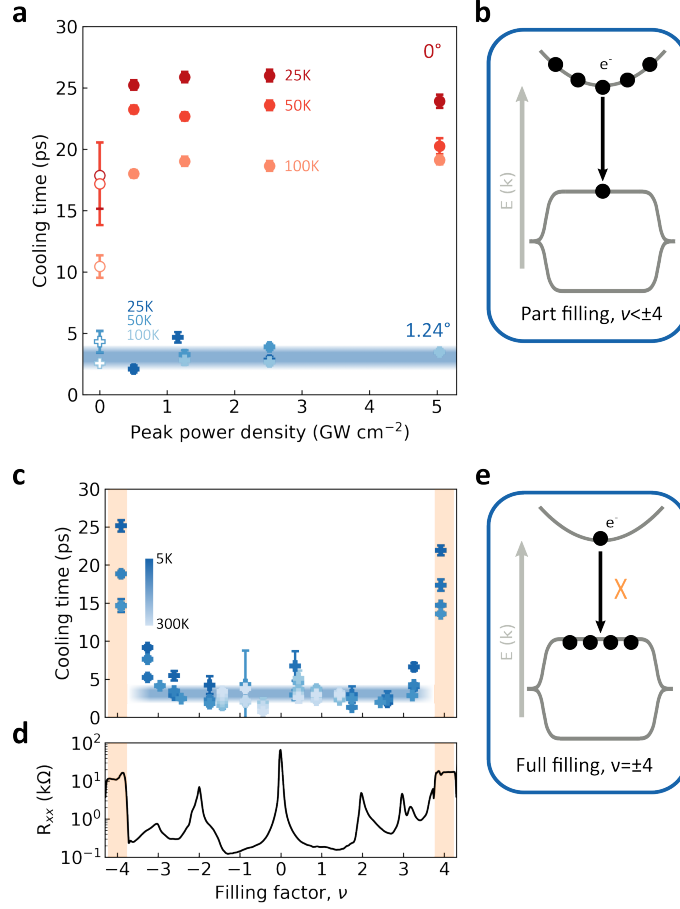 a
Cooling time (ps)
30
25
20
15
10
5
0
0°
25K
50K
100K
25K
50K
100K
1.24°
0 1 2 3 4 5
Peak power density (GW cm⁻²)
b
e⁻
E (k)
Part filling, ν<±4
c
Cooling time (ps)
30
25
20
15
10
5
0
5K
300K
d
Rₓₓ (kΩ)
10²
10¹
10⁰
10⁻¹
−4 −3 −2 −1 0 1 2 3 4
Filling factor, ν
e
e⁻
X
E (k)
Full filling, ν=±4